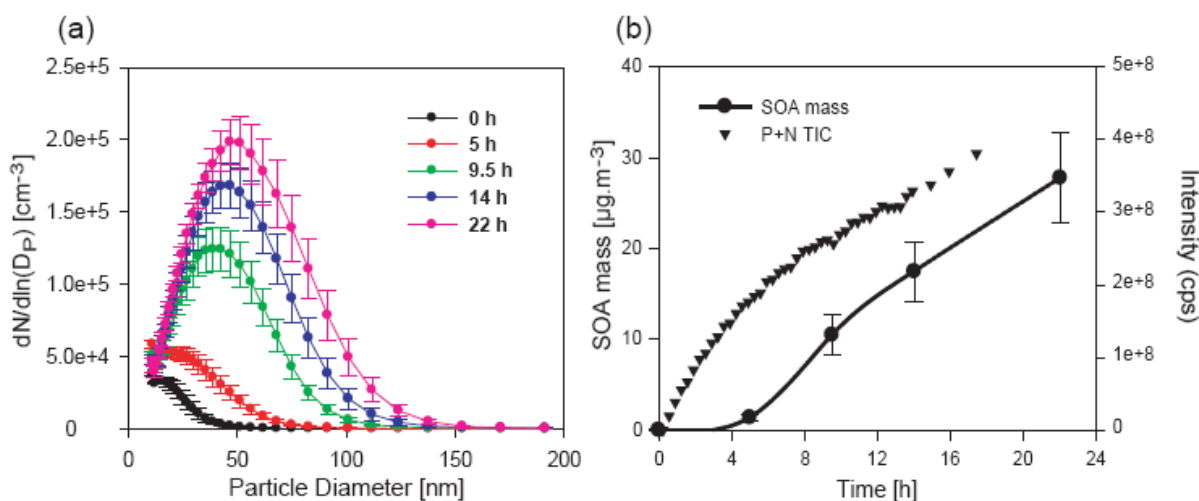 (a)
dN/dln(DP) [cm-3]
2.5e+5
2.0e+5
1.5e+5
1.0e+5
5.0e+4
0
0 50 100 150 200
Particle Diameter [nm]
0 h
5 h
9.5 h
14 h
22 h
(b)
SOA mass [µg.m-3]
40
30
20
10
0
0 4 8 12 16 20 24
Time [h]
SOA mass
P+N TIC
5e+8
4e+8
3e+8
2e+8
1e+8
0
Intensity (cps)